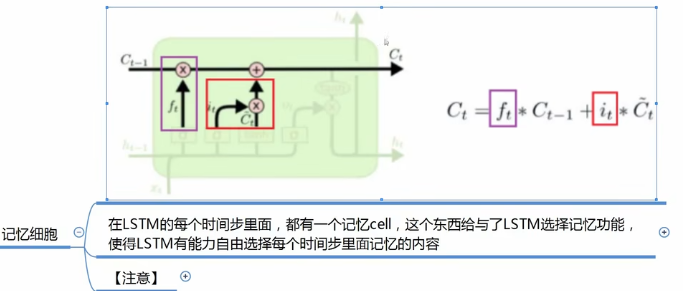 h_t
C_{t-1}
C_t
f_t
i_t
C̃_t
h_{t-1}
h_t
x_t
C_t = f_t * C_{t-1} + i_t * C̃_t
在LSTM的每个时间步里面，都有一个记忆cell，这个东西给与了LSTM选择记忆功能，
使得LSTM有能力自由选择每个时间步里面记忆的内容
记忆细胞
【注意】